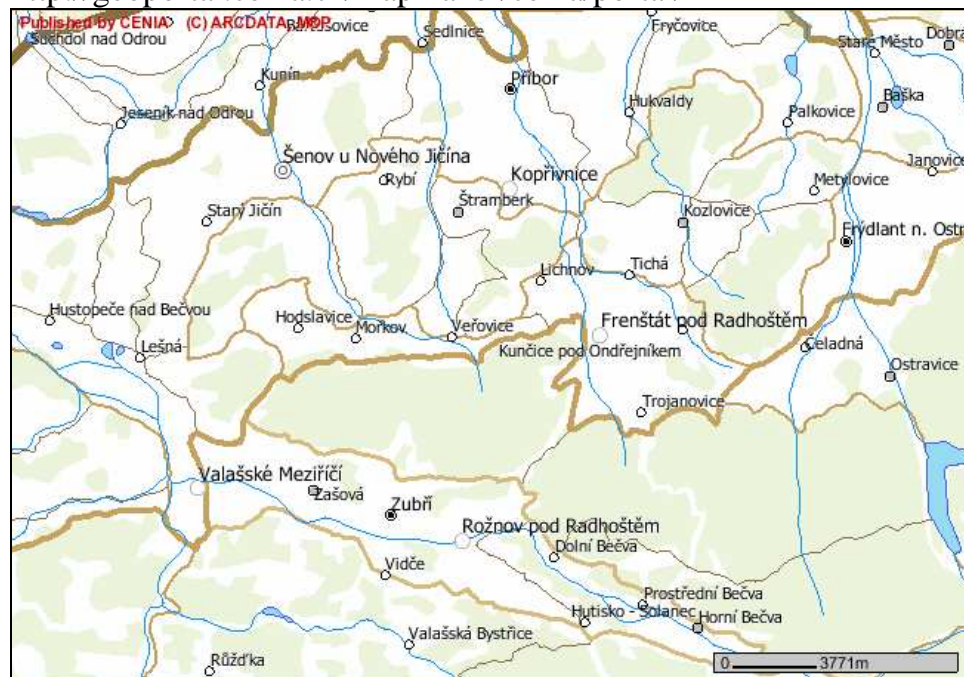 Published by CENIA (C) ARCDATA, MOP
Suchdol nad Odrou
Bartošovice
Sedlnice
Fryčovice
Staré Město
Dobrá
Kunín
Příbor
Jeseník nad Odrou
Hukvaldy
Palkovice
Baška
Šenov u Nového Jičína
Rybí
Kopřivnice
Janovice
Metylovice
Štramberk
Starý Jičín
Kozlovice
Frýdlant n. Ostr
Lichnov
Tichá
Hustopeče nad Bečvou
Hodslavice
Mořkov
Veřovice
Frenštát pod Radhoštěm
Lešná
Kunčice pod Ondřejníkem
Čeladná
Ostravice
Trojanovice
Valašské Meziříčí
Zašová
Zubří
Rožnov pod Radhoštěm
Dolní Bečva
Vidče
Prostřední Bečva
Hutisko - Solanec
Horní Bečva
Valašská Bystřice
Růžďka
0 3771m